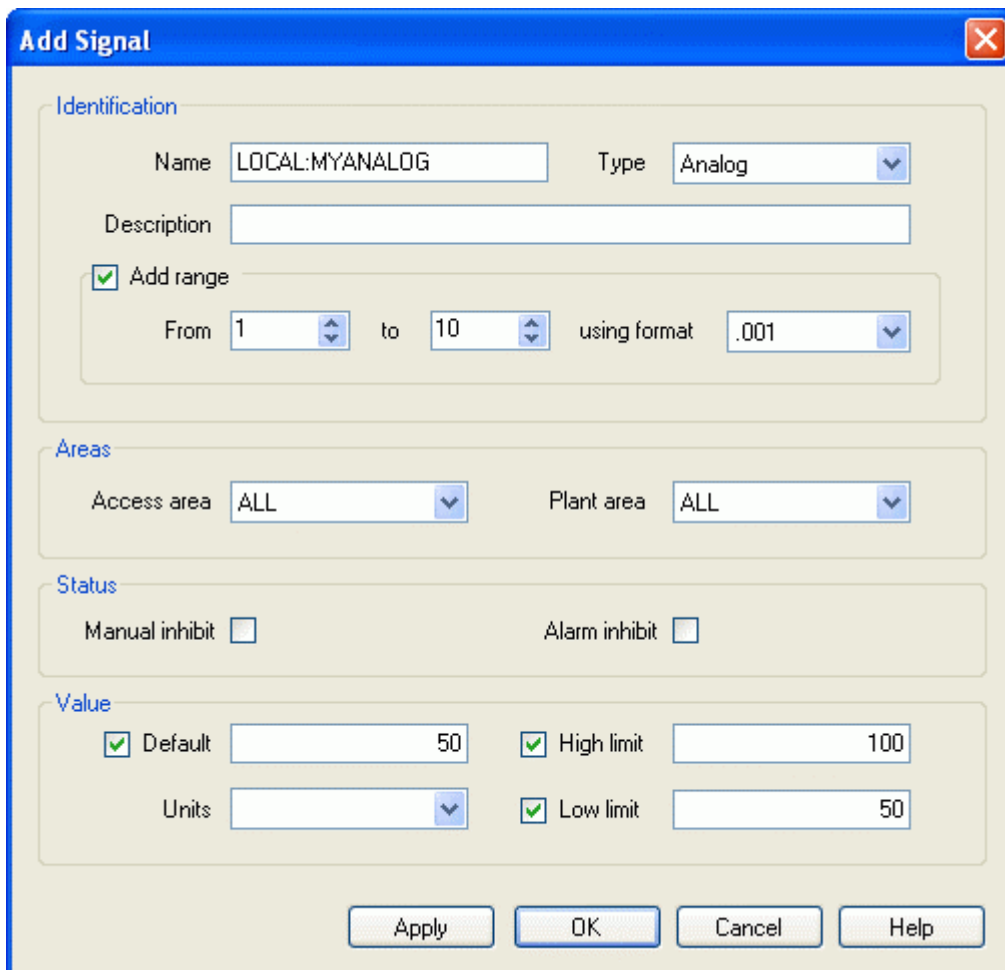 Add Signal
Identification
Name LOCAL:MYANALOG Type Analog
Description
Add range
From 1 to 10 using format .001
Areas
Access area ALL Plant area ALL
Status
Manual inhibit Alarm inhibit
Value
Default 50 High limit 100
Units Low limit 50
Apply OK Cancel Help